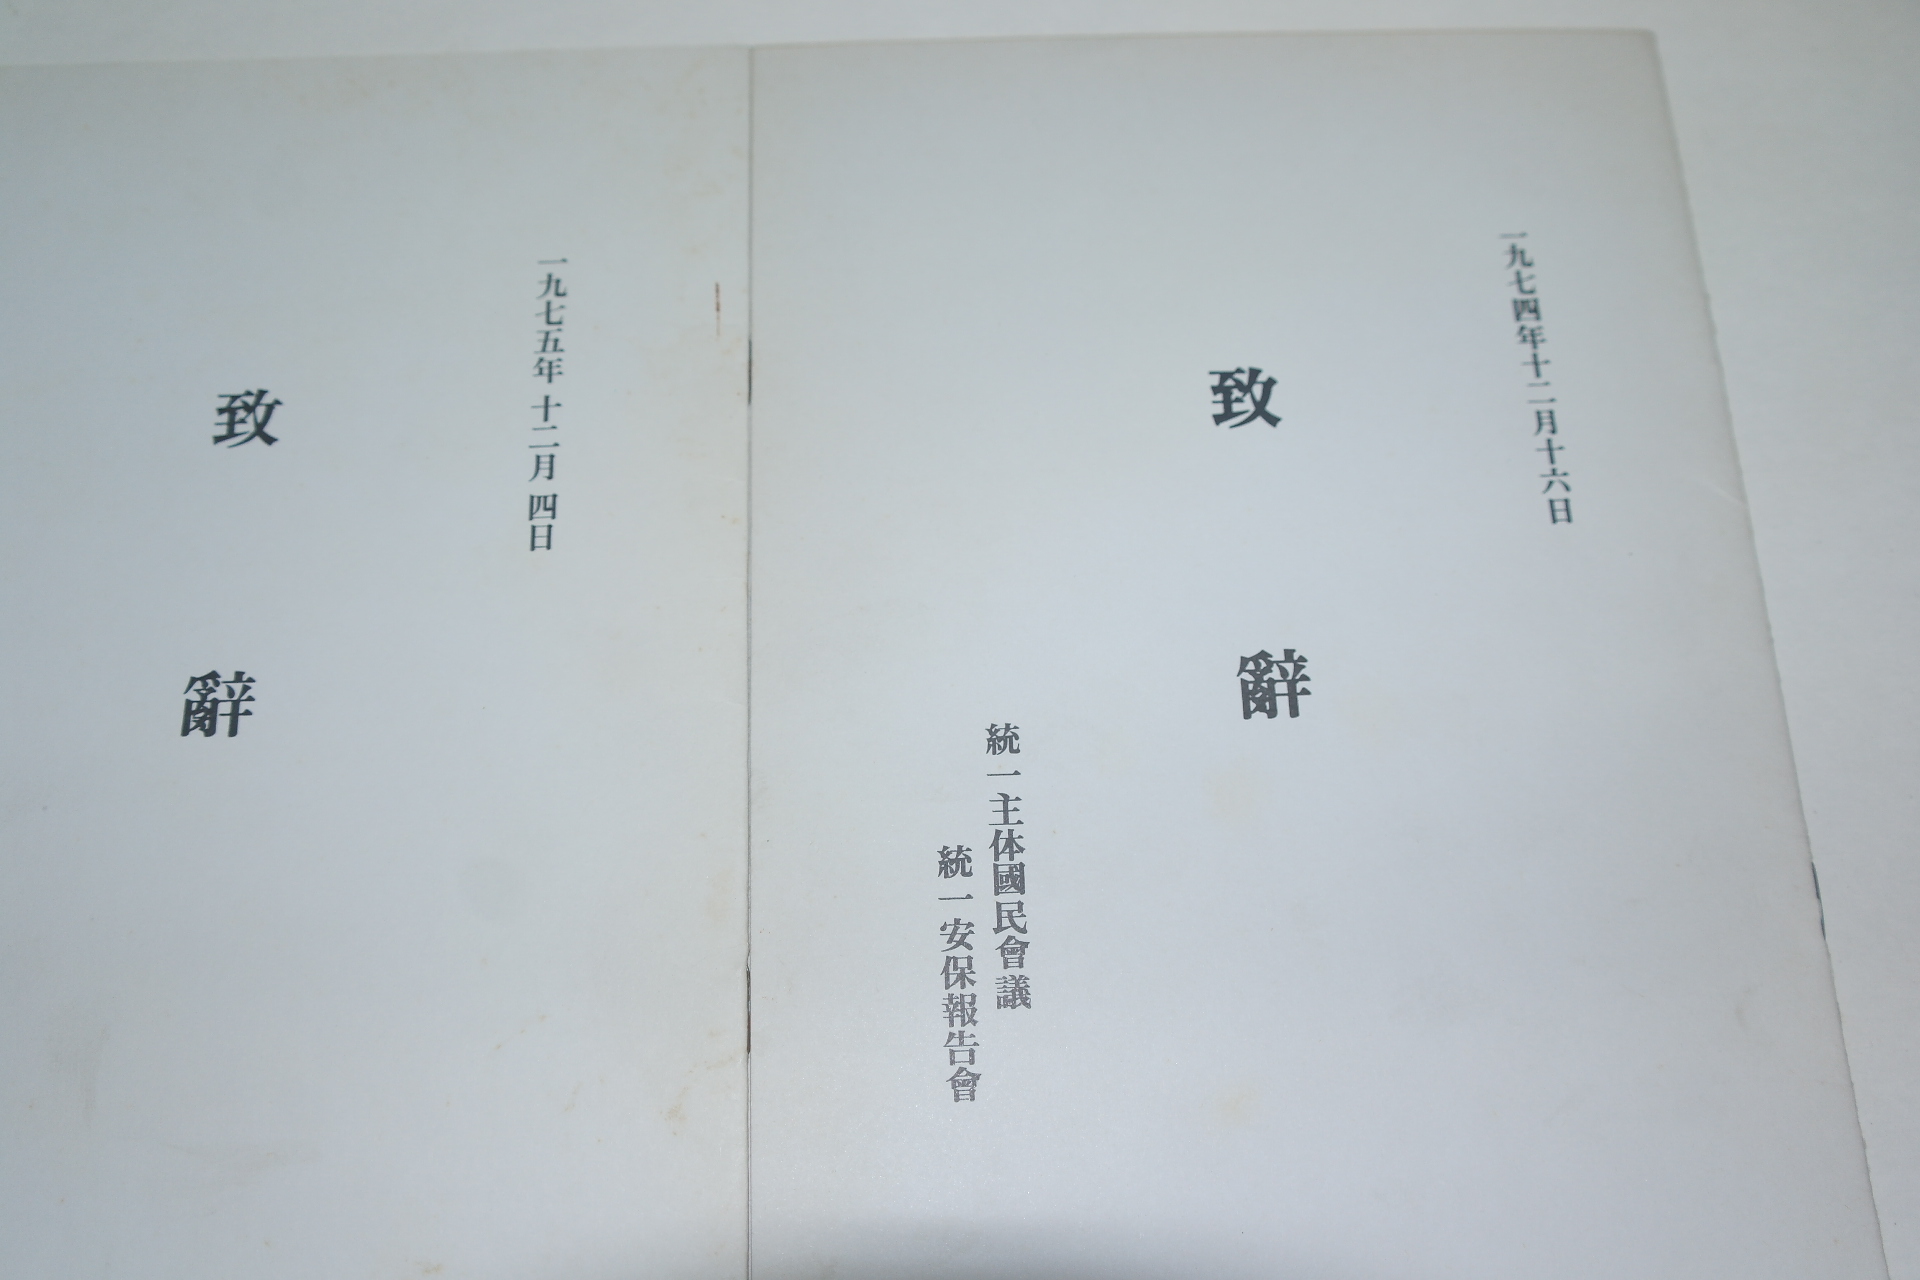 一九七四年十二月十六日
致辭
統一主体國民會議
統一安保報告會
一九七五年十二月四日
致辭